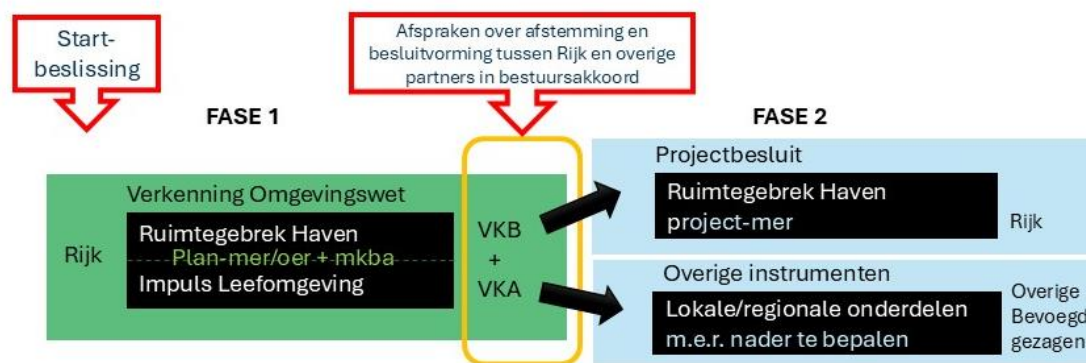 Start-
beslissing
Afspraken over afstemming en
besluitvorming tussen Rijk en overige
partners in bestuursakkoord
FASE 1
FASE 2
Verkenning Omgevingswet
Rijk
Ruimtegebrek Haven
Plan-mer/oer + mkba
Impuls Leefomgeving
VKB
+
VKA
Projectbesluit
Ruimtegebrek Haven
project-mer
Rijk
Overige instrumenten
Lokale/regionale onderdelen
m.e.r. nader te bepalen
Overige
Bevoegd
gezagen